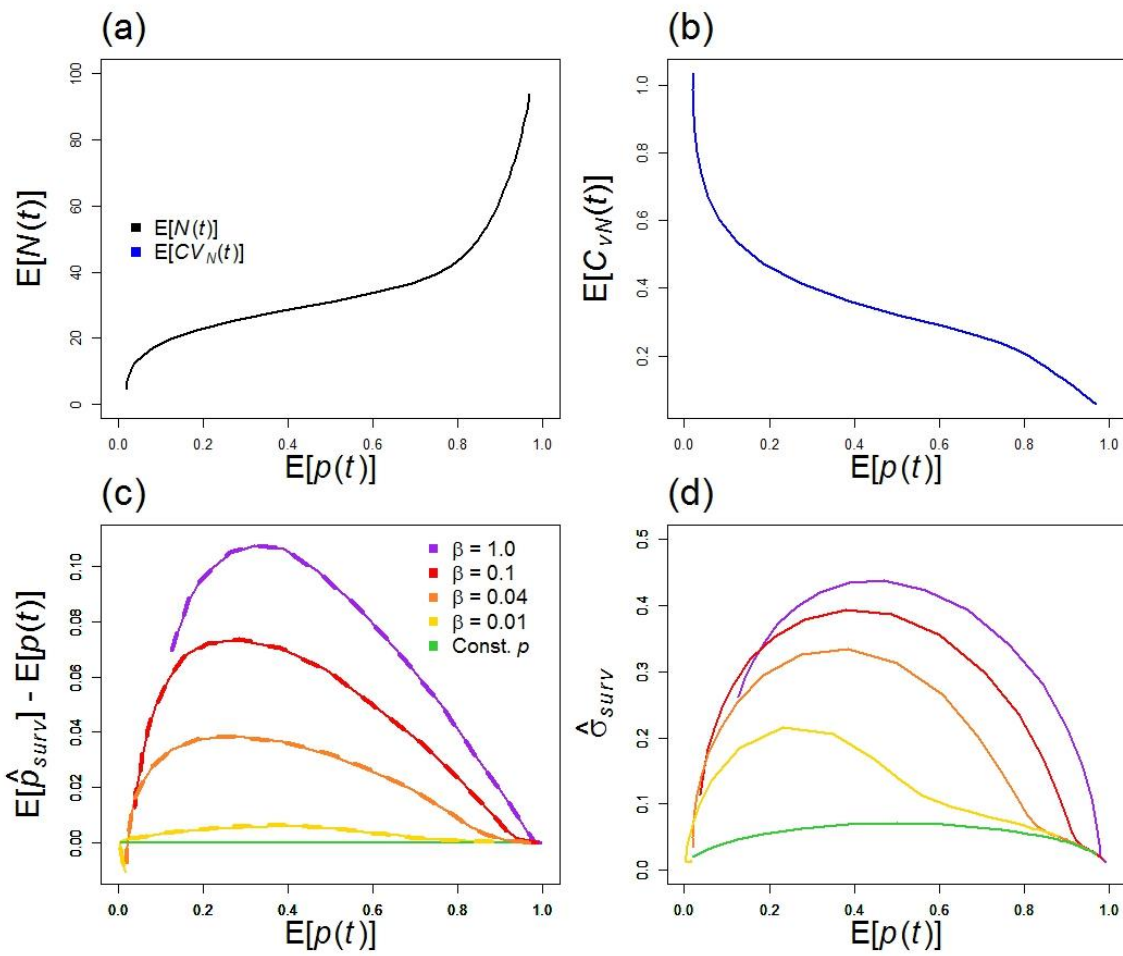 (a)
E[N(t)]
100
80
60
40
20
0
E[N(t)]
E[CV_N(t)]
0.0 0.2 0.4 0.6 0.8 1.0
E[p(t)]
(b)
E[C_vN(t)]
1.0
0.8
0.6
0.4
0.2
0.0 0.2 0.4 0.6 0.8 1.0
E[p(t)]
(c)
E[p̂_surv] - E[p(t)]
0.10
0.08
0.06
0.04
0.02
0.00
β = 1.0
β = 0.1
β = 0.04
β = 0.01
Const. p
0.0 0.2 0.4 0.6 0.8 1.0
E[p(t)]
(d)
σ̂_surv
0.5
0.4
0.3
0.2
0.1
0.0
0.0 0.2 0.4 0.6 0.8 1.0
E[p(t)]